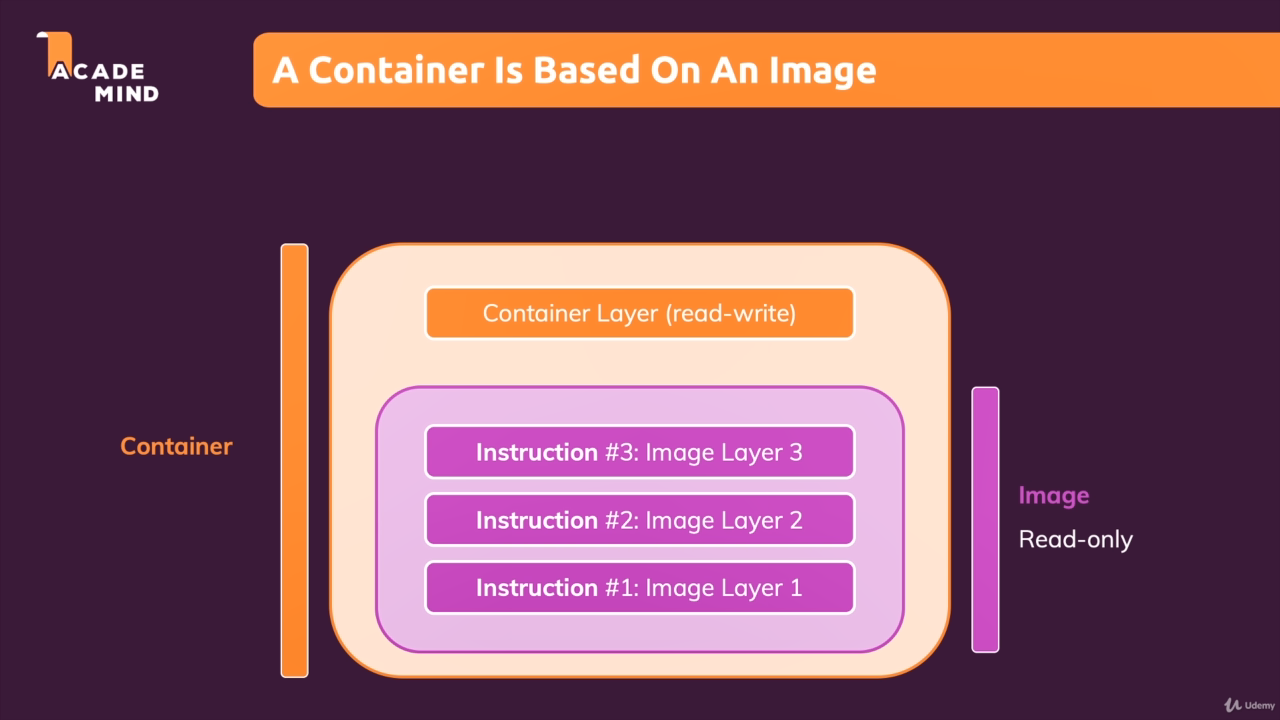 ACADE
MIND
A Container Is Based On An Image
Container Layer (read-write)
Instruction #3: Image Layer 3
Instruction #2: Image Layer 2
Instruction #1: Image Layer 1
Container
Image
Read-only
Udemy